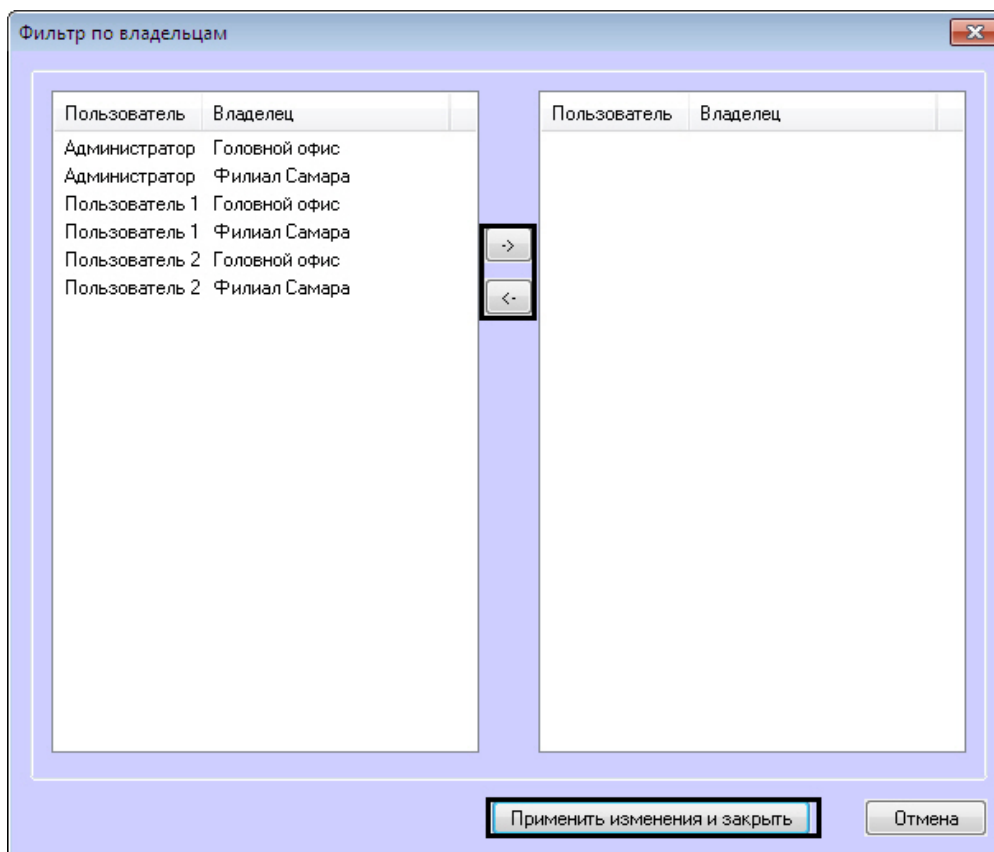 Фильтр по владельцам
Пользователь Владелец
Администратор Головной офис
Администратор Филиал Самара
Пользователь 1 Головной офис
Пользователь 1 Филиал Самара
Пользователь 2 Головной офис
Пользователь 2 Филиал Самара
->
<-
Пользователь Владелец
Применить изменения и закрыть Отмена